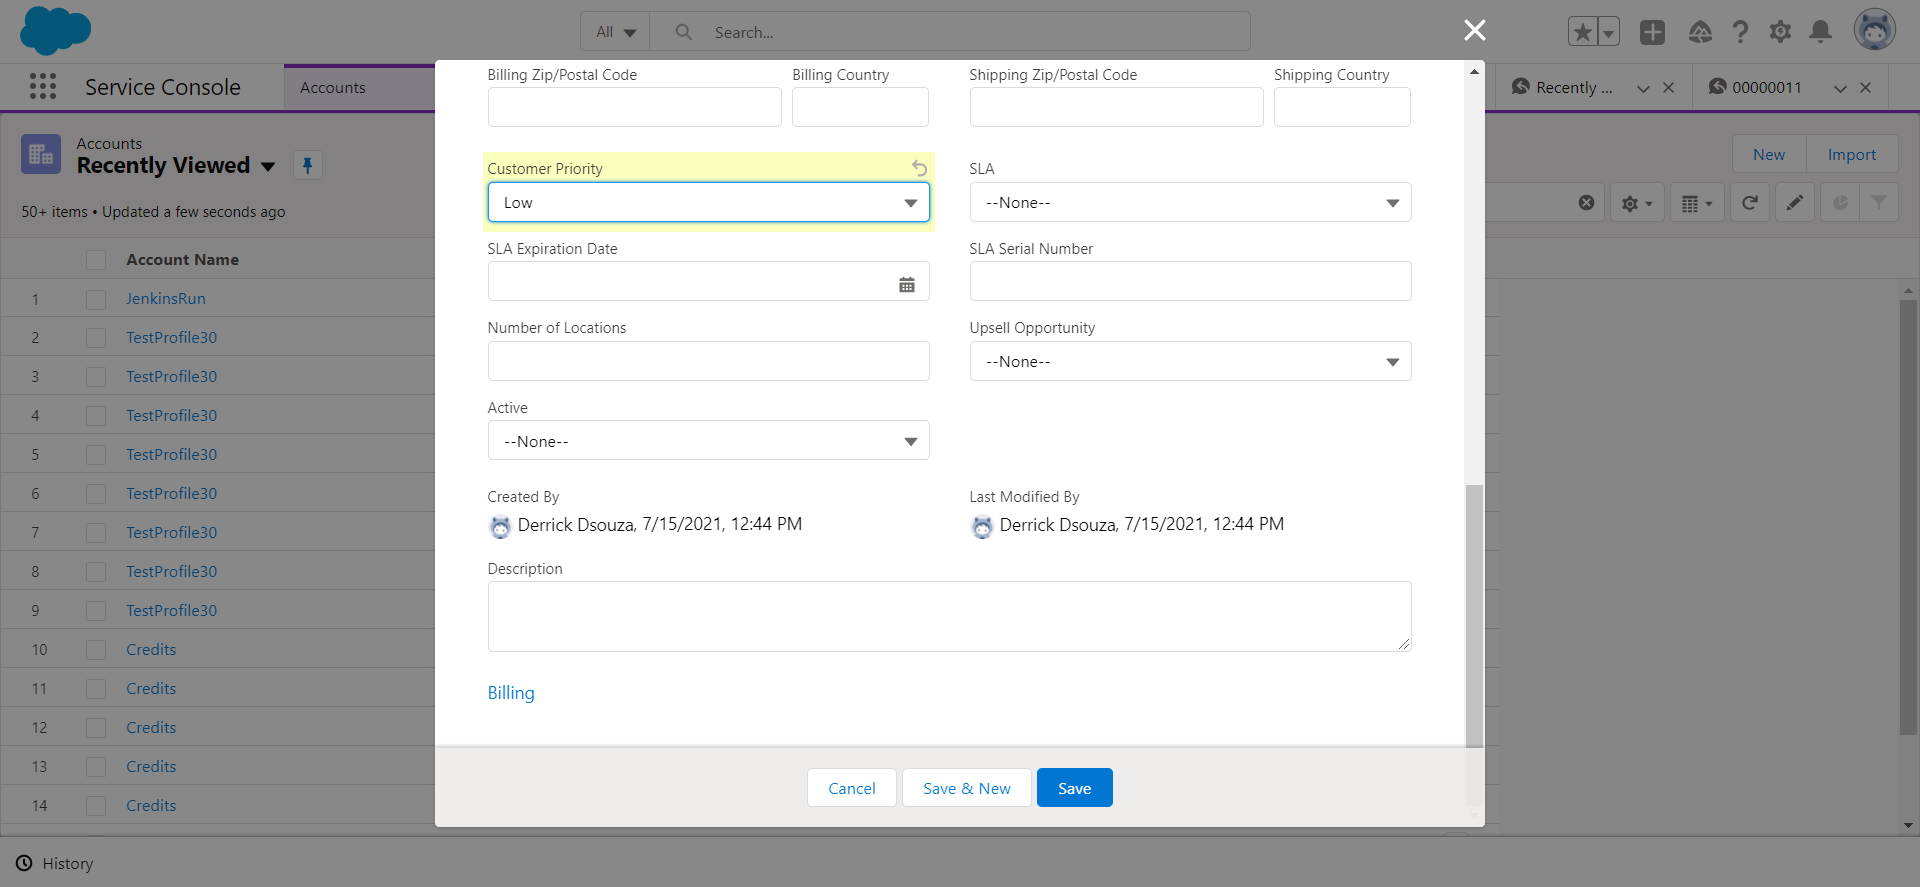 All
Search...
Service Console
Accounts
Recently ...
00000011
Accounts
Recently Viewed
New
Import
50+ items • Updated a few seconds ago
Account Name
1 JenkinsRun
2 TestProfile30
3 TestProfile30
4 TestProfile30
5 TestProfile30
6 TestProfile30
7 TestProfile30
8 TestProfile30
9 TestProfile30
10 Credits
11 Credits
12 Credits
13 Credits
14 Credits
Billing Zip/Postal Code
Billing Country
Shipping Zip/Postal Code
Shipping Country
Customer Priority
Low
SLA
--None--
SLA Expiration Date
SLA Serial Number
Number of Locations
Upsell Opportunity
--None--
Active
--None--
Created By
Derrick Dsouza, 7/15/2021, 12:44 PM
Last Modified By
Derrick Dsouza, 7/15/2021, 12:44 PM
Description
Billing
Cancel
Save & New
Save
History